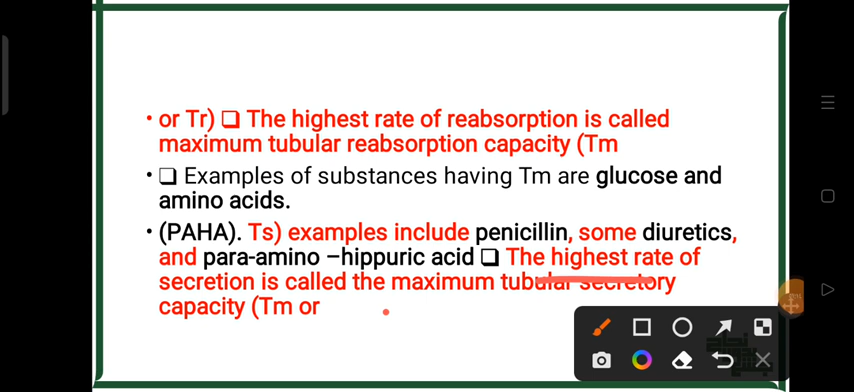 • or Tr) ❑ The highest rate of reabsorption is called
maximum tubular reabsorption capacity (Tm
• ❑ Examples of substances having Tm are glucose and
amino acids.
• (PAHA). Ts) examples include penicillin, some diuretics,
and para-amino –hippuric acid ❑ The highest rate of
secretion is called the maximum tubular secretory
capacity (Tm or